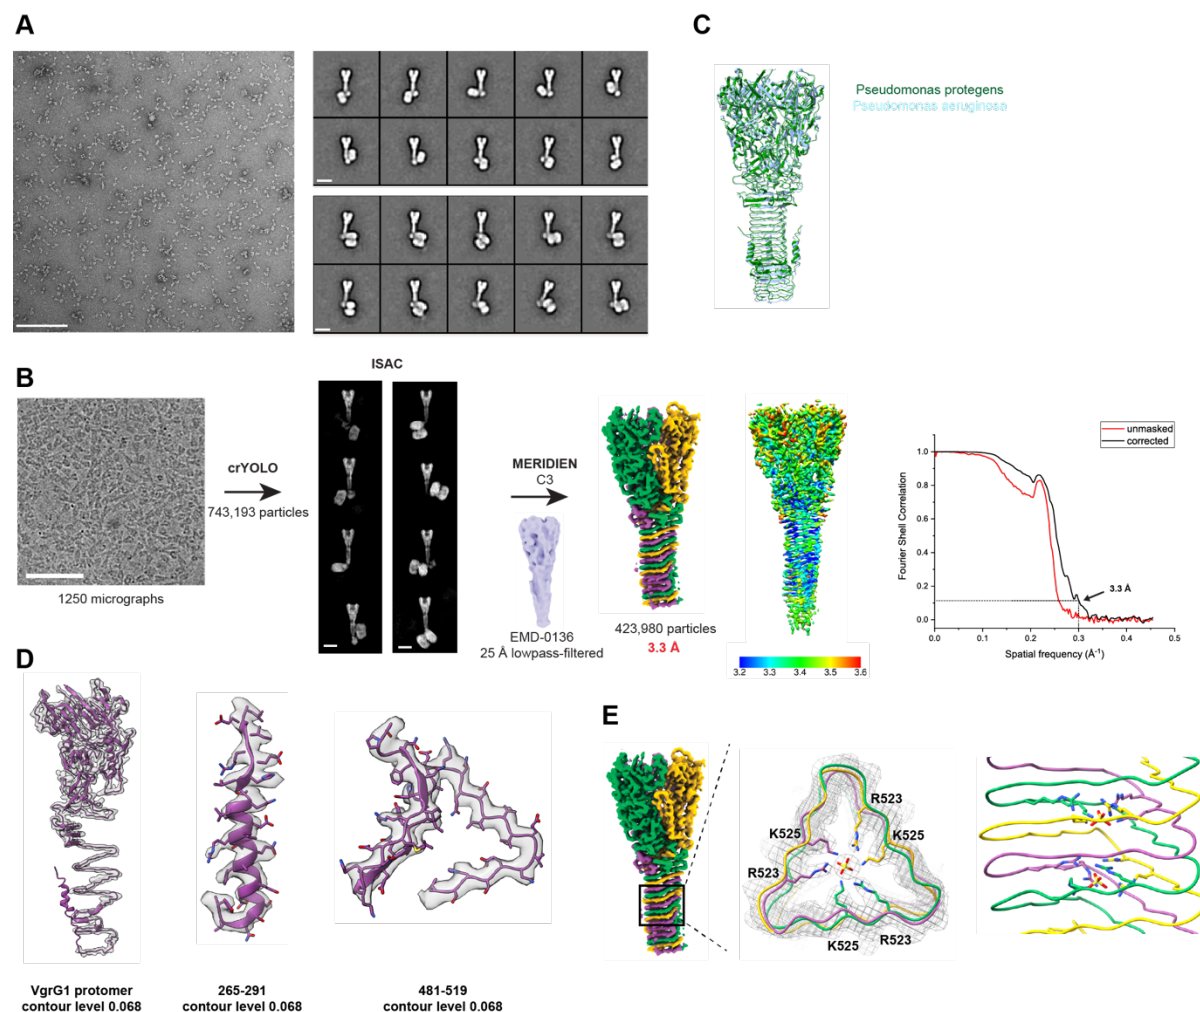 A
C
Pseudomonas protegens
Pseudomonas aeruginosa
B
ISAC
crYOLO
743,193 particles
1250 micrographs
MERIDIEN
C3
EMD-0136
25 Å lowpass-filtered
423,980 particles
3.3 Å
3.2 3.3 3.4 3.5 3.6
unmasked
corrected
Fourier Shell Correlation
1.0
0.8
0.6
0.4
0.2
0.0
3.3 Å
0.0 0.1 0.2 0.3 0.4 0.5
Spatial frequency (Å⁻¹)
D
VgrG1 protomer
contour level 0.068
265-291
contour level 0.068
481-519
contour level 0.068
E
R523
K525
K525
R523
K525
R523